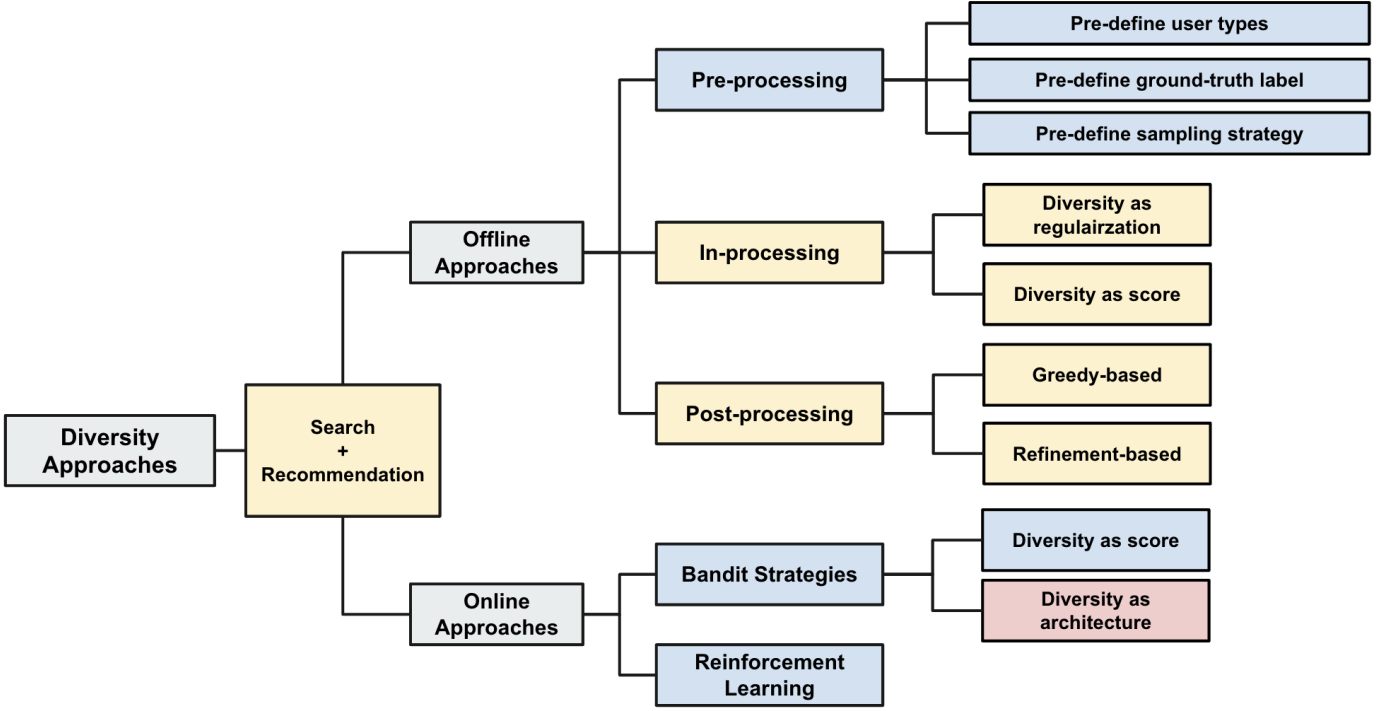 Diversity
Approaches
Search
+
Recommendation
Offline
Approaches
Pre-processing
Pre-define user types
Pre-define ground-truth label
Pre-define sampling strategy
In-processing
Diversity as
regulairzation
Diversity as score
Post-processing
Greedy-based
Refinement-based
Online
Approaches
Bandit Strategies
Diversity as score
Diversity as
architecture
Reinforcement
Learning